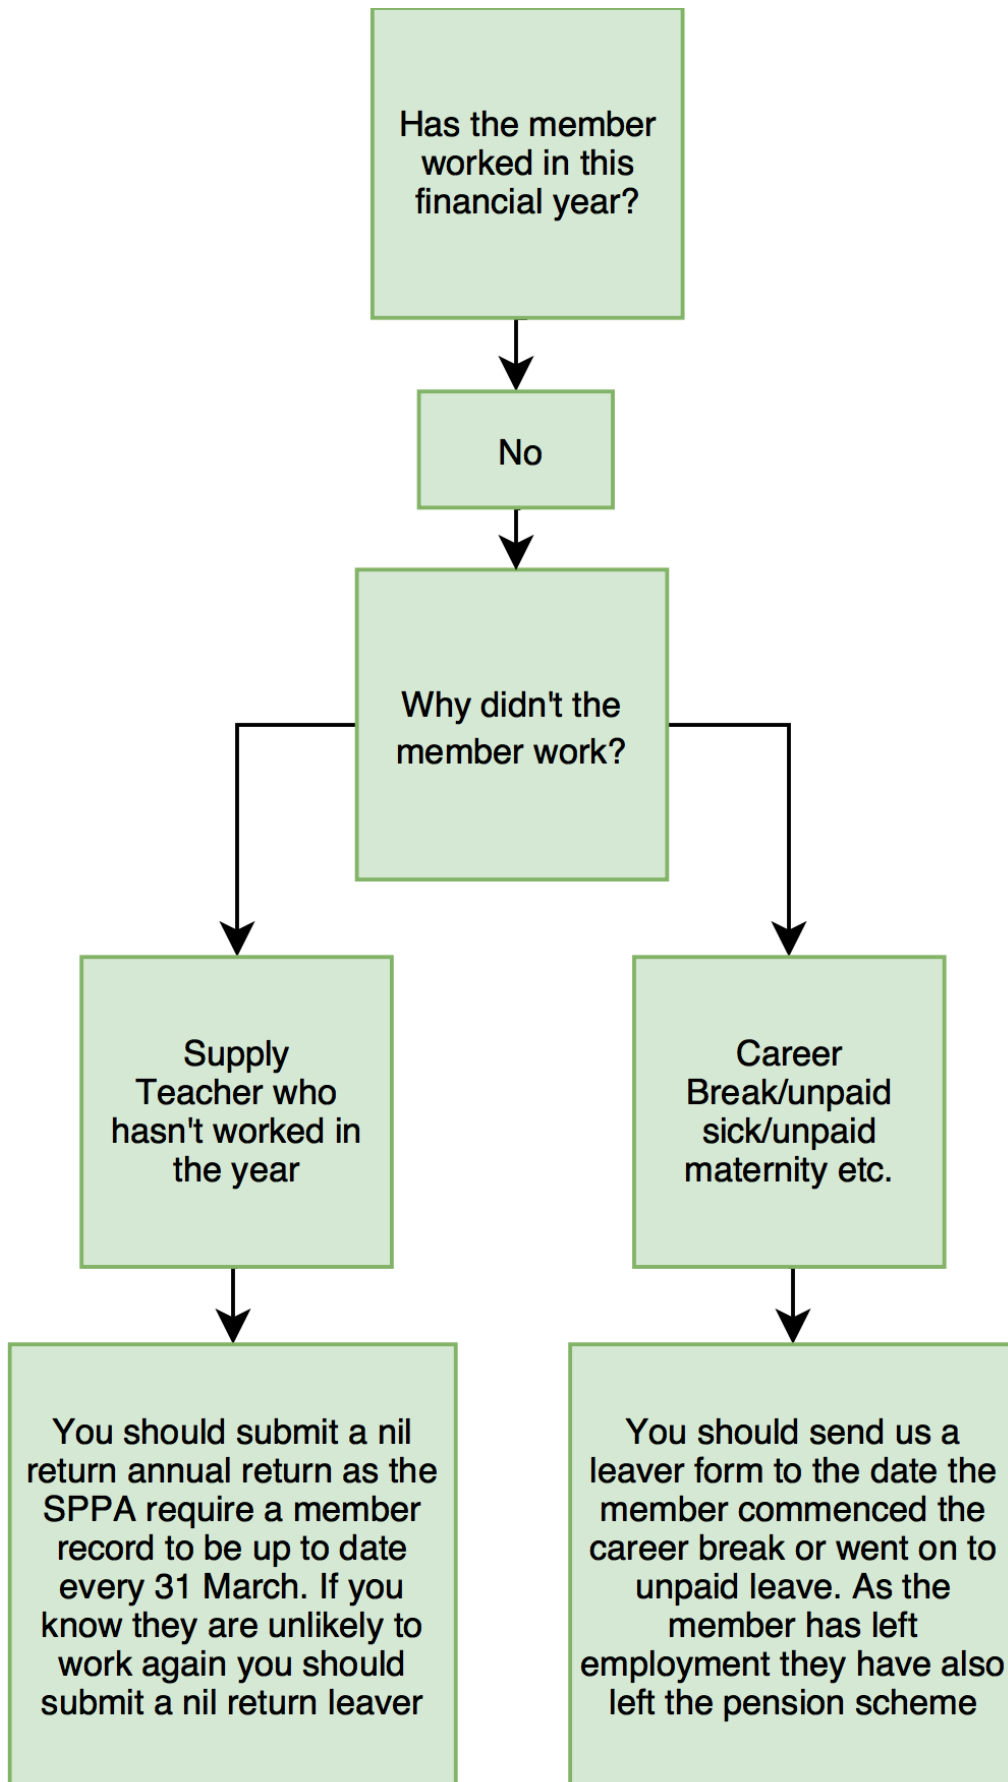 Has the member
worked in this
financial year?
No
Why didn't the
member work?
Supply
Teacher who
hasn't worked in
the year
Career
Break/unpaid
sick/unpaid
maternity etc.
You should submit a nil
return annual return as the
SPPA require a member
record to be up to date
every 31 March. If you
know they are unlikely to
work again you should
submit a nil return leaver
You should send us a
leaver form to the date the
member commenced the
career break or went on to
unpaid leave. As the
member has left
employment they have also
left the pension scheme